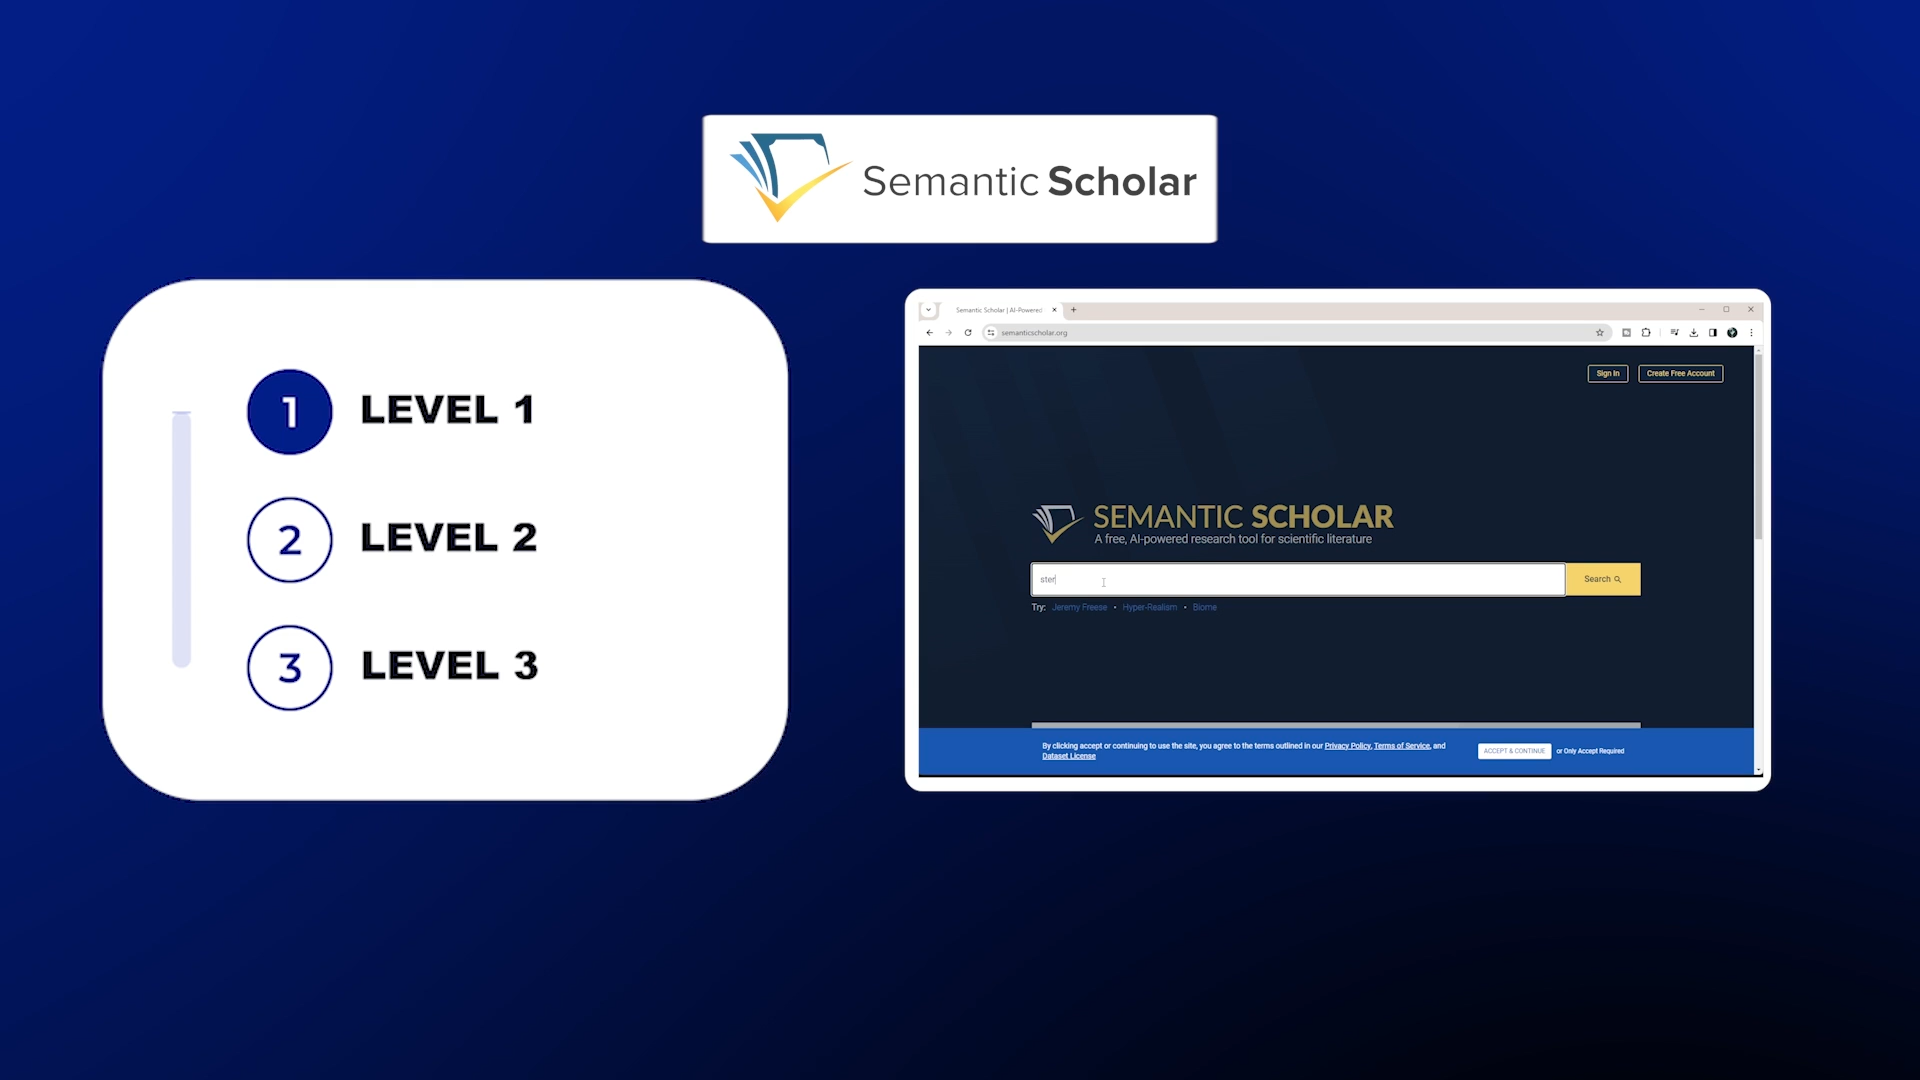 Semantic Scholar
1 LEVEL 1
2 LEVEL 2
3 LEVEL 3
Semantic Scholar | AI-Powered
semanticscholar.org
Sign In
Create Free Account
SEMANTIC SCHOLAR
A free, AI-powered research tool for scientific literature
ster
Search
Try: Jeremy Freese • Hyper-Realism • Biome
By clicking accept or continuing to use the site, you agree to the terms outlined in our Privacy Policy, Terms of Service, and
Dataset License
ACCEPT & CONTINUE
or Only Accept Required